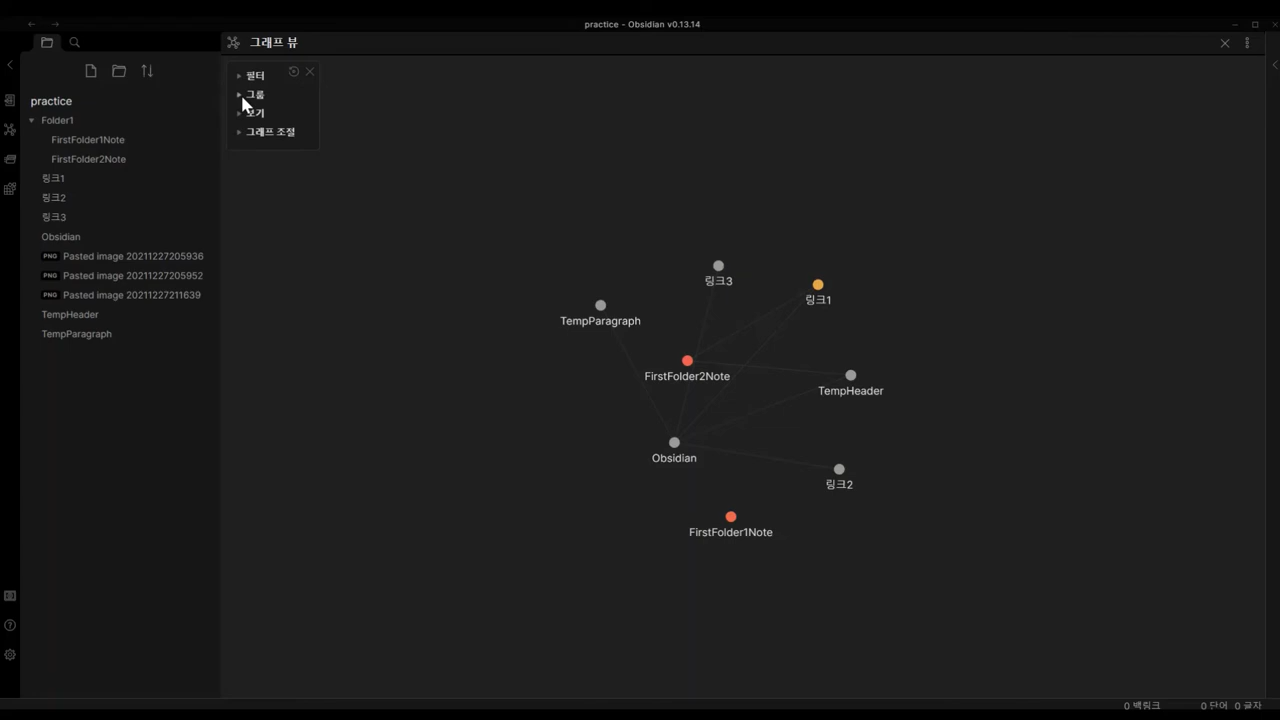 practice - Obsidian v0.13.14
그래프 뷰
필터
그룹
보기
그래프 조절
practice
Folder1
FirstFolder1Note
FirstFolder2Note
링크1
링크2
링크3
Obsidian
PNG Pasted image 20211227205936
PNG Pasted image 20211227205952
PNG Pasted image 20211227211639
TempHeader
TempParagraph
링크3
링크1
TempParagraph
FirstFolder2Note
TempHeader
Obsidian
링크2
FirstFolder1Note
0 백링크 0 단어 0 글자